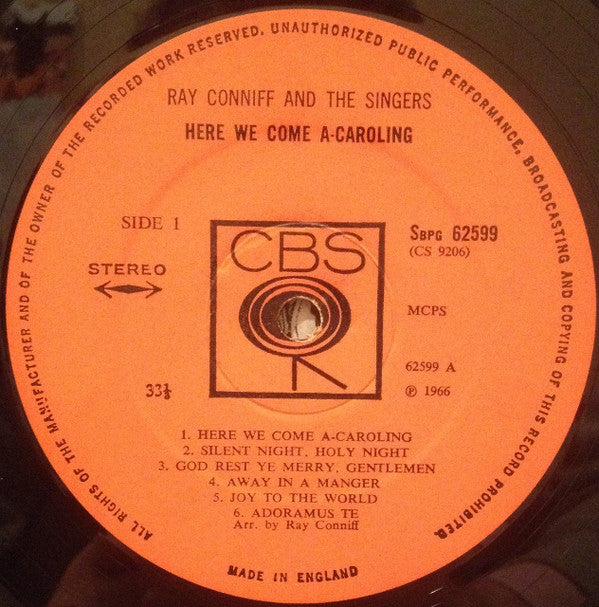 ALL RIGHTS OF THE MANUFACTURER AND OF THE OWNER OF THE RECORDED WORK RESERVED. UNAUTHORIZED PUBLIC PERFORMANCE, BROADCASTING AND COPYING OF THIS RECORD PROHIBITED.
RAY CONNIFF AND THE SINGERS
HERE WE COME A-CAROLING
SIDE 1
STEREO
33⅓
CBS
SBPG 62599
(CS 9206)
MCPS
62599 A
℗ 1966
1. HERE WE COME A-CAROLING
2. SILENT NIGHT, HOLY NIGHT
3. GOD REST YE MERRY, GENTLEMEN
4. AWAY IN A MANGER
5. JOY TO THE WORLD
6. ADORAMUS TE
Arr. by Ray Conniff
MADE IN ENGLAND